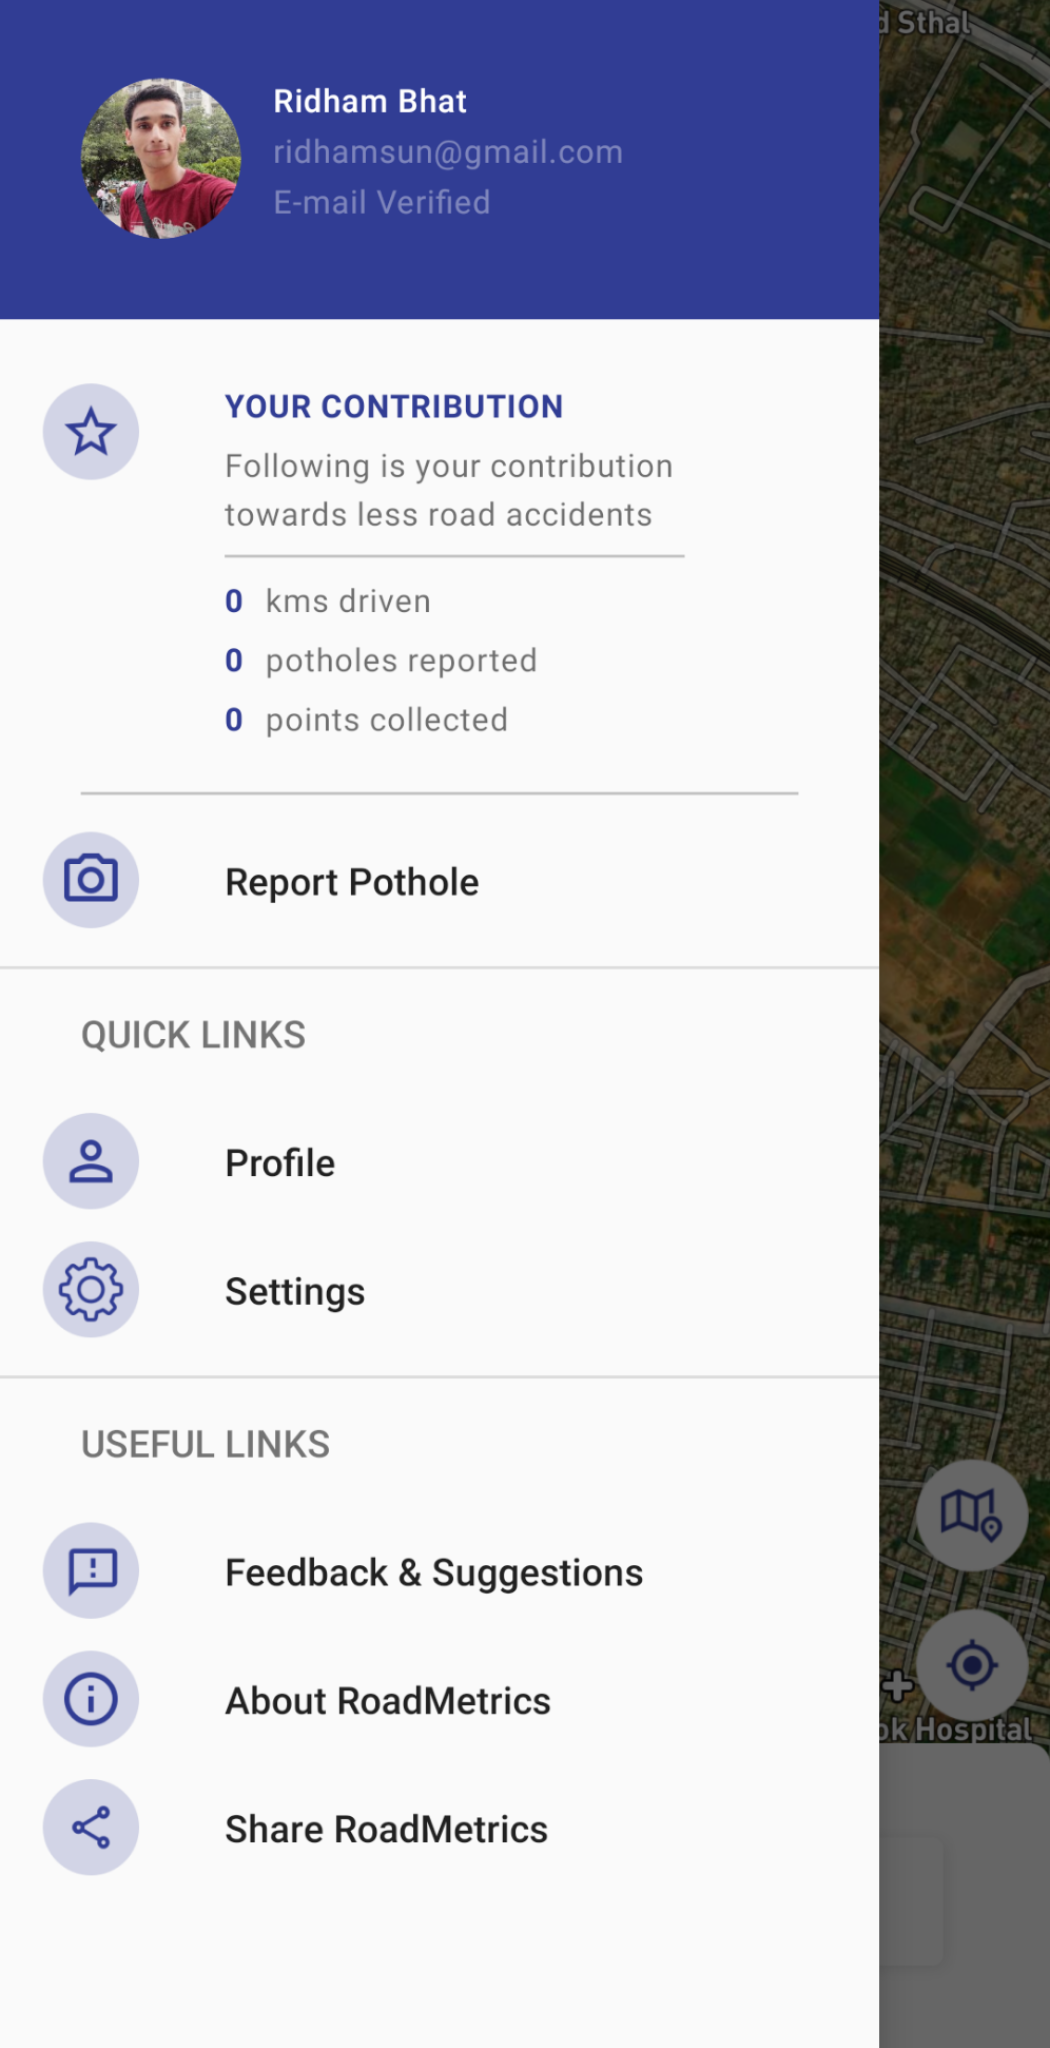 Sthal
Ridham Bhat
ridhamsun@gmail.com
E-mail Verified
YOUR CONTRIBUTION
Following is your contribution
towards less road accidents
0 kms driven
0 potholes reported
0 points collected
Report Pothole
QUICK LINKS
Profile
Settings
USEFUL LINKS
Feedback & Suggestions
About RoadMetrics
Hospital
Share RoadMetrics